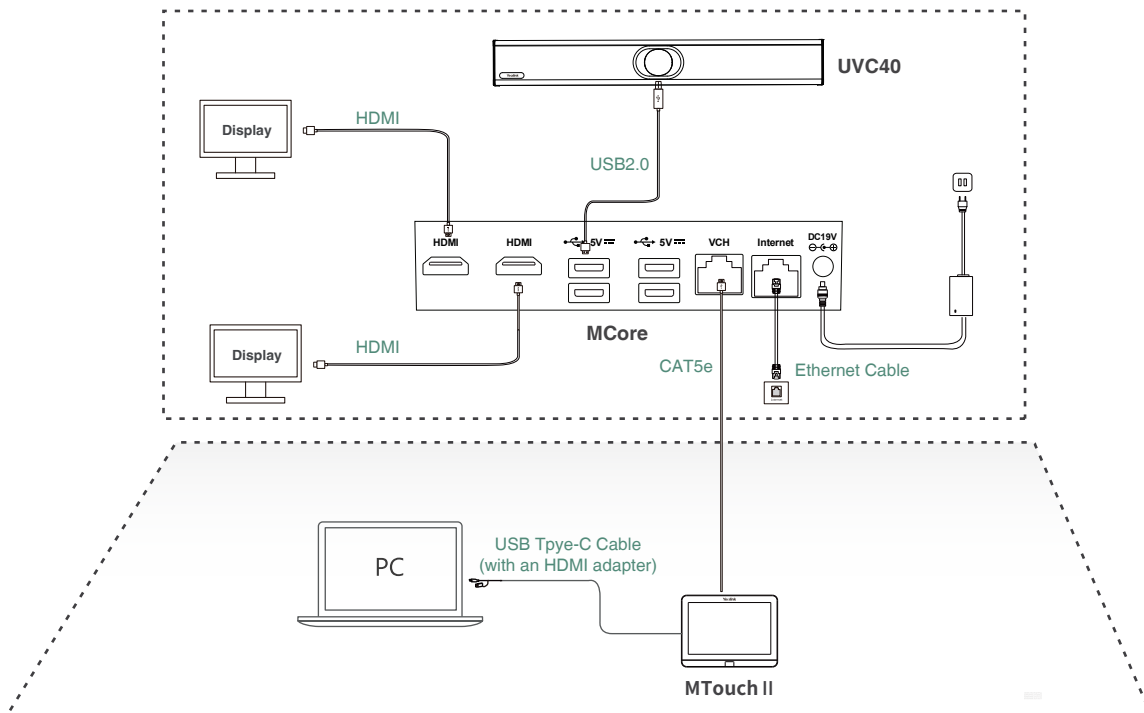 UVC40
HDMI
Display
USB2.0
HDMI
HDMI
5V
5V
VCH
Internet
DC19V
MCore
HDMI
Display
CAT5e
Ethernet Cable
PC
USB Tpye-C Cable
(with an HDMI adapter)
Yealink
MTouch II